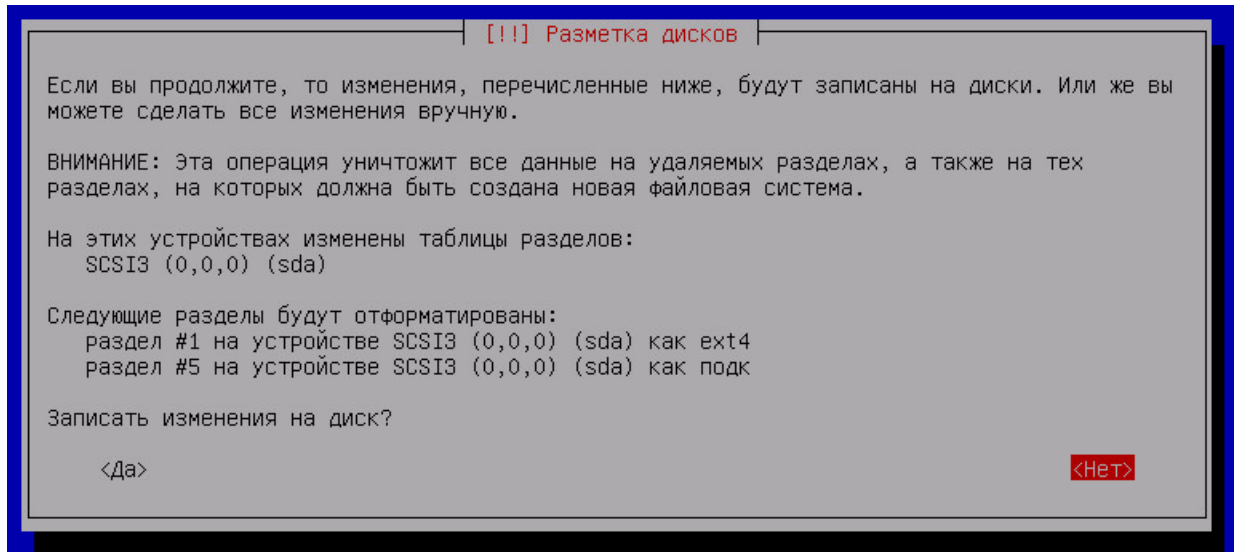 [!!] Разметка дисков
Если вы продолжите, то изменения, перечисленные ниже, будут записаны на диски. Или же вы
можете сделать все изменения вручную.
ВНИМАНИЕ: Эта операция уничтожит все данные на удаляемых разделах, а также на тех
разделах, на которых должна быть создана новая файловая система.
На этих устройствах изменены таблицы разделов:
SCSI3 (0,0,0) (sda)
Следующие разделы будут отформатированы:
раздел #1 на устройстве SCSI3 (0,0,0) (sda) как ext4
раздел #5 на устройстве SCSI3 (0,0,0) (sda) как подк
Записать изменения на диск?
<Да> <Нет>